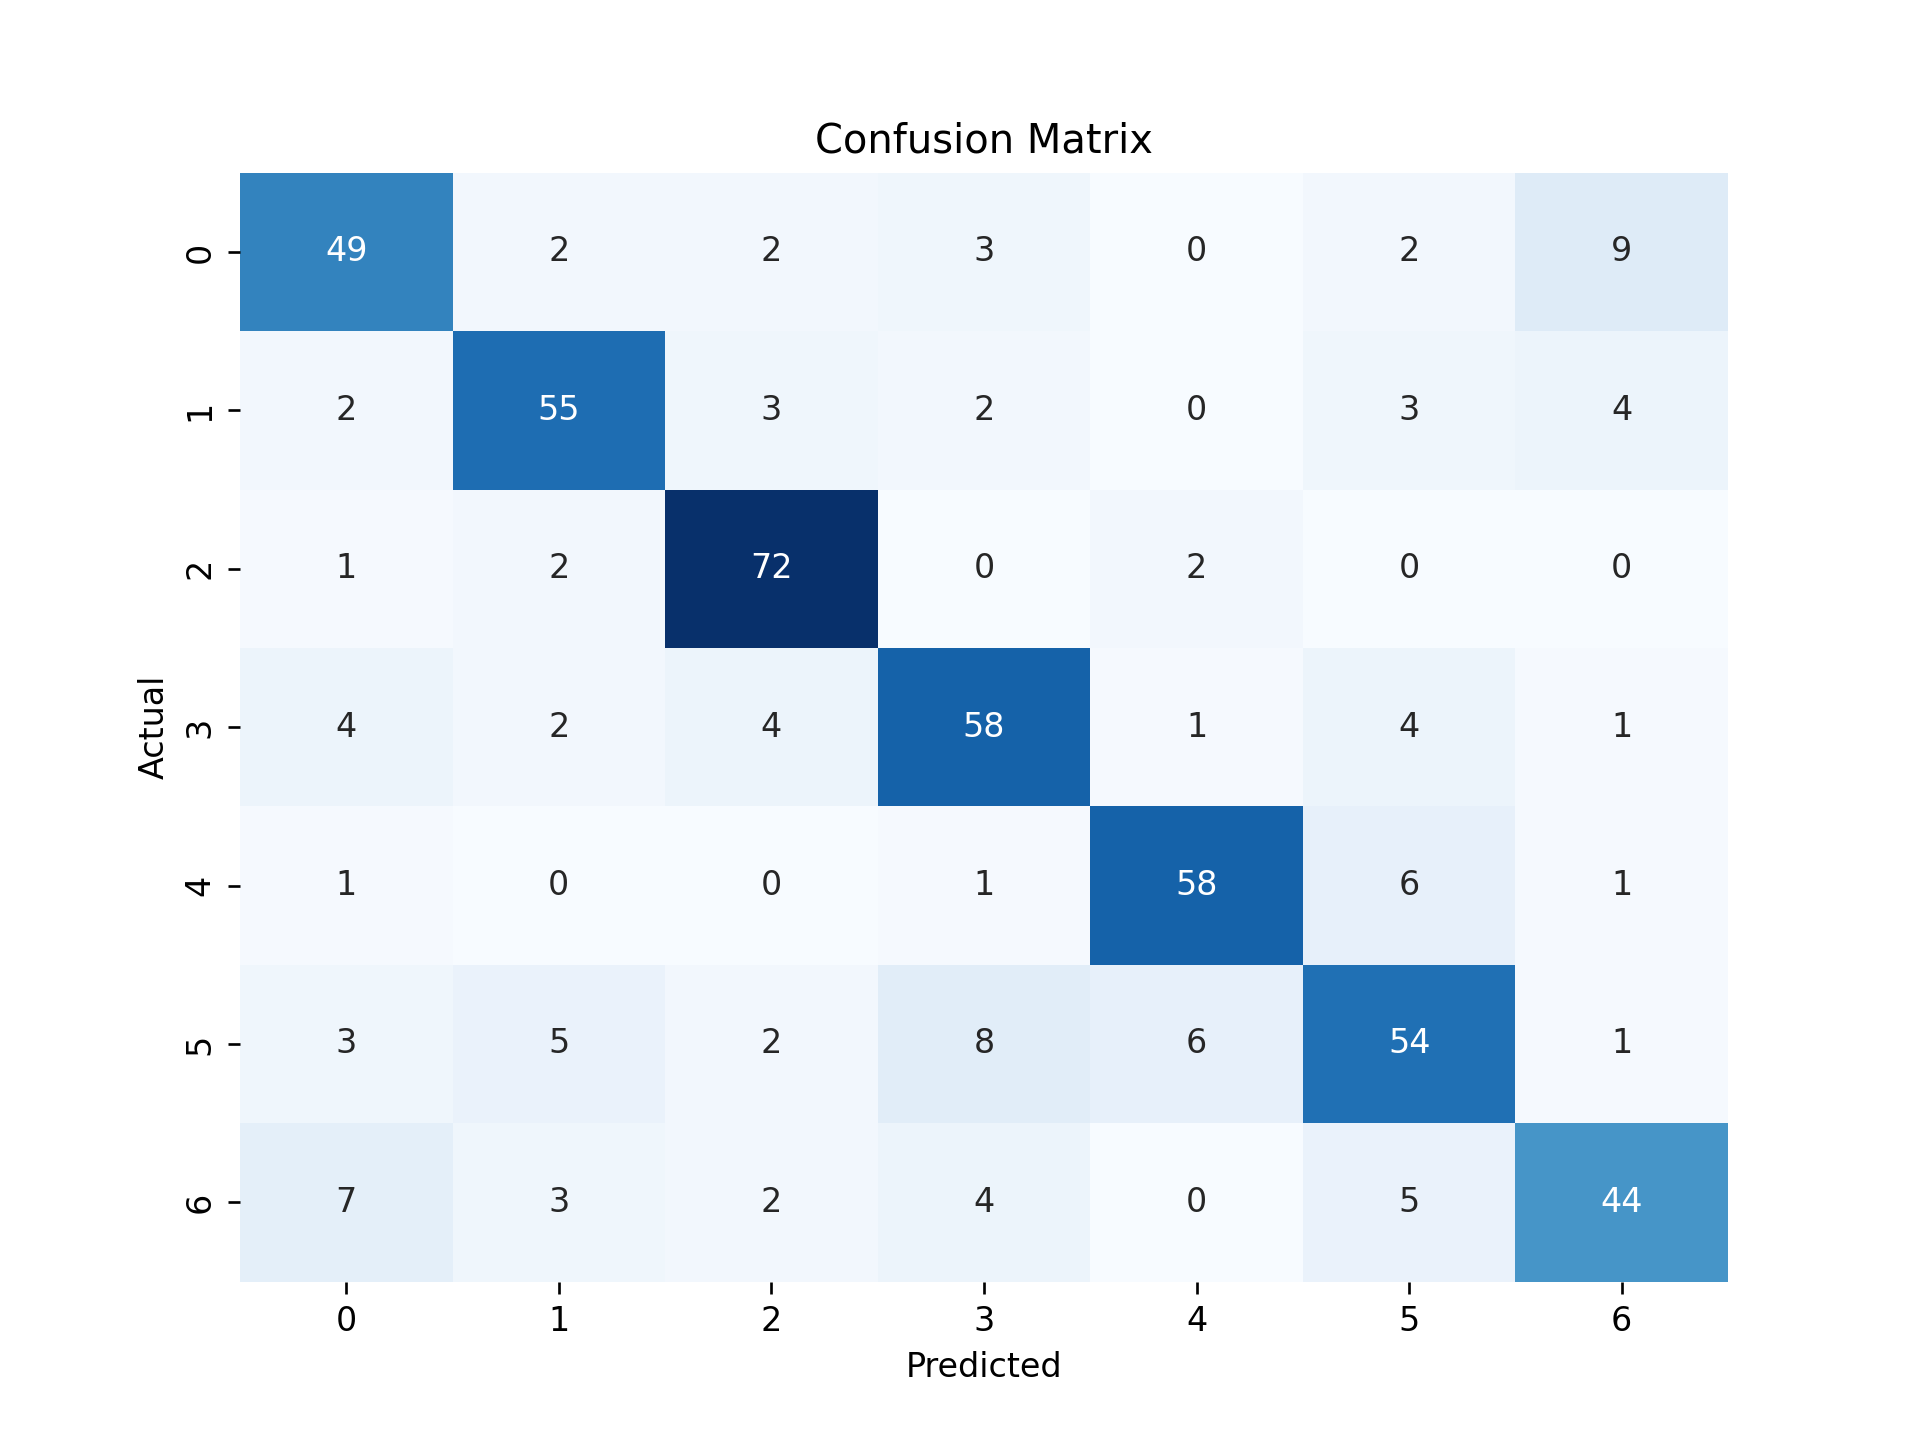 Confusion Matrix
0 49 2 2 3 0 2 9
1 2 55 3 2 0 3 4
2 1 2 72 0 2 0 0
3 4 2 4 58 1 4 1
4 1 0 0 1 58 6 1
5 3 5 2 8 6 54 1
6 7 3 2 4 0 5 44
Actual
0 1 2 3 4 5 6
Predicted